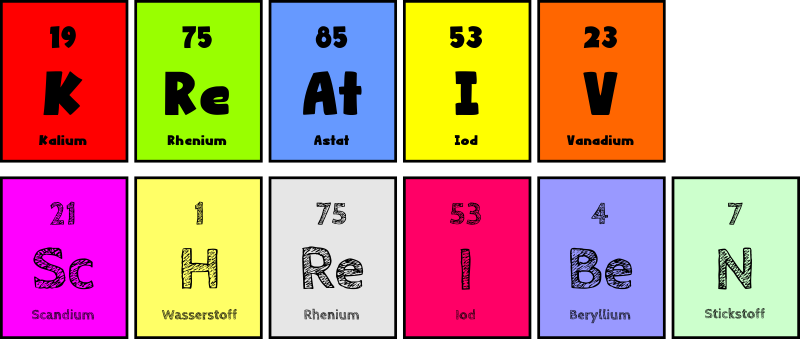 19 75 85 53 23
K Re At I V
Kalium Rhenium Astat Iod Vanadium
21 1 75 53 4 7
Sc H Re I Be N
Scandium Wasserstoff Rhenium Iod Beryllium Stickstoff